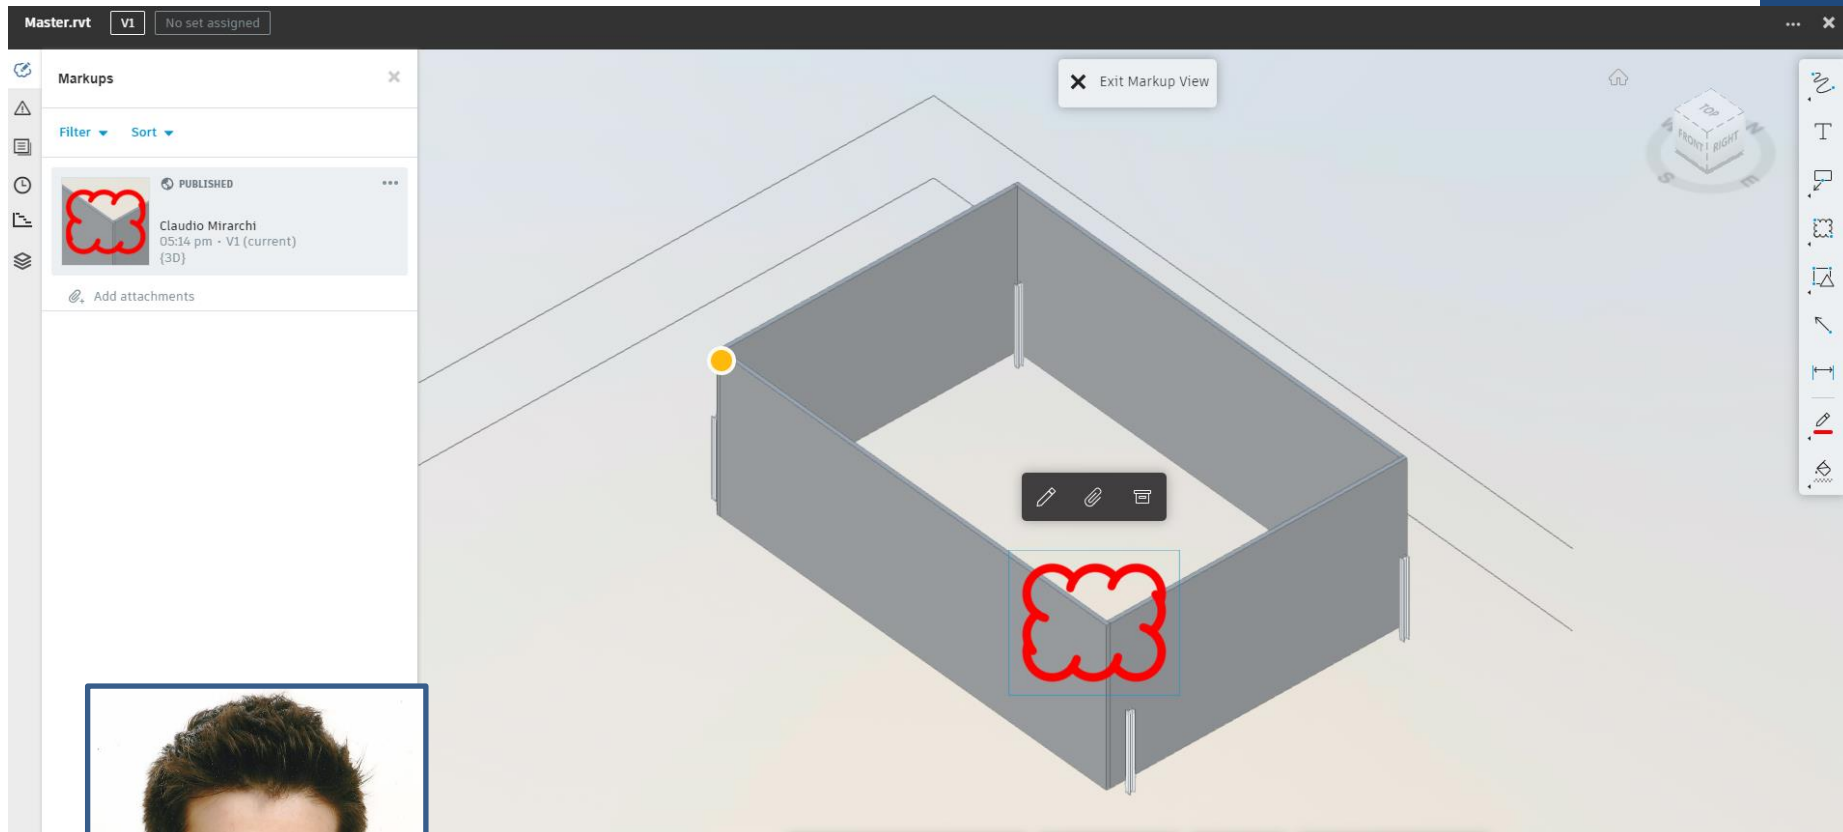 Master.rvt V1 No set assigned
Markups
Exit Markup View
Filter Sort
PUBLISHED
Claudio Mirarchi
05:14 pm - V1 (current)
{3D}
Add attachments
TOP
FRONT RIGHT
W N
S E
T